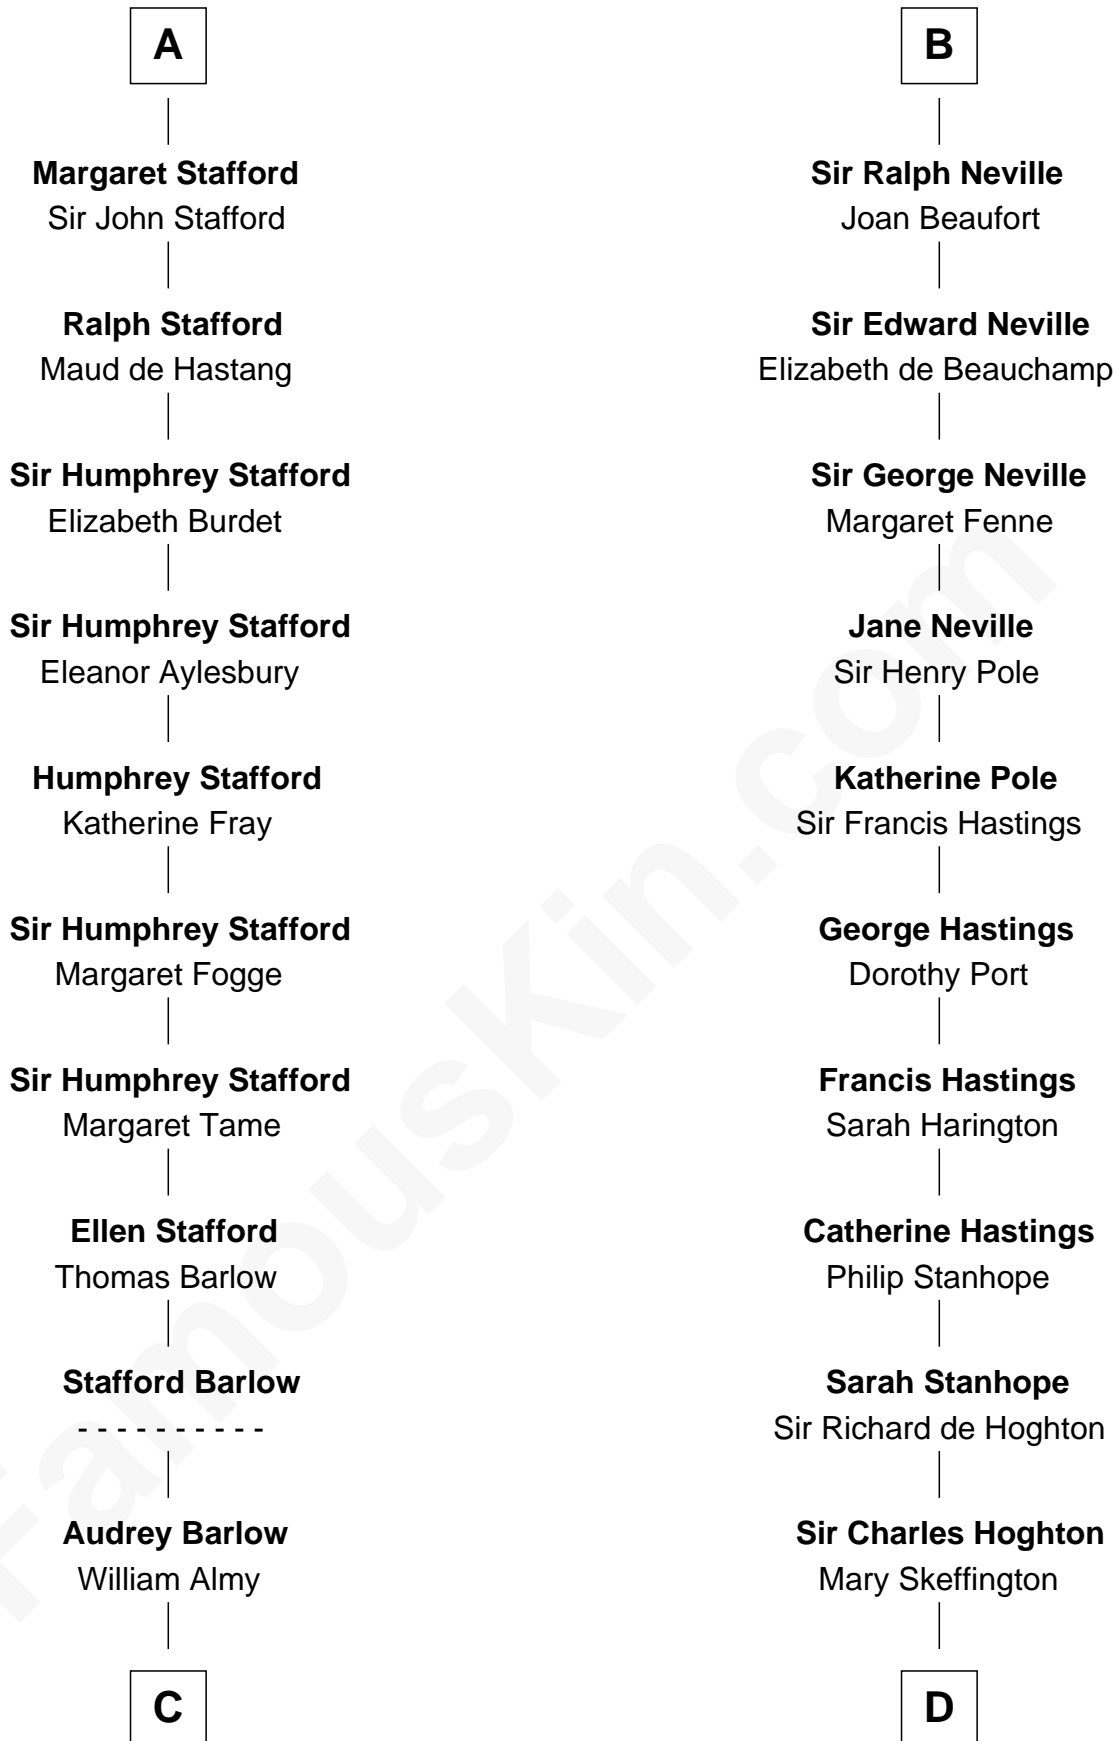 A
Margaret Stafford
Sir John Stafford
Ralph Stafford
Maud de Hastang
Sir Humphrey Stafford
Elizabeth Burdet
Sir Humphrey Stafford
Eleanor Aylesbury
Humphrey Stafford
Katherine Fray
Sir Humphrey Stafford
Margaret Fogge
Sir Humphrey Stafford
Margaret Tame
Ellen Stafford
Thomas Barlow
Stafford Barlow
- - - - - - - - - -
Audrey Barlow
William Almy
C
B
Sir Ralph Neville
Joan Beaufort
Sir Edward Neville
Elizabeth de Beauchamp
Sir George Neville
Margaret Fenne
Jane Neville
Sir Henry Pole
Katherine Pole
Sir Francis Hastings
George Hastings
Dorothy Port
Francis Hastings
Sarah Harington
Catherine Hastings
Philip Stanhope
Sarah Stanhope
Sir Richard de Hoghton
Sir Charles Hoghton
Mary Skeffington
D
FamousKin.com